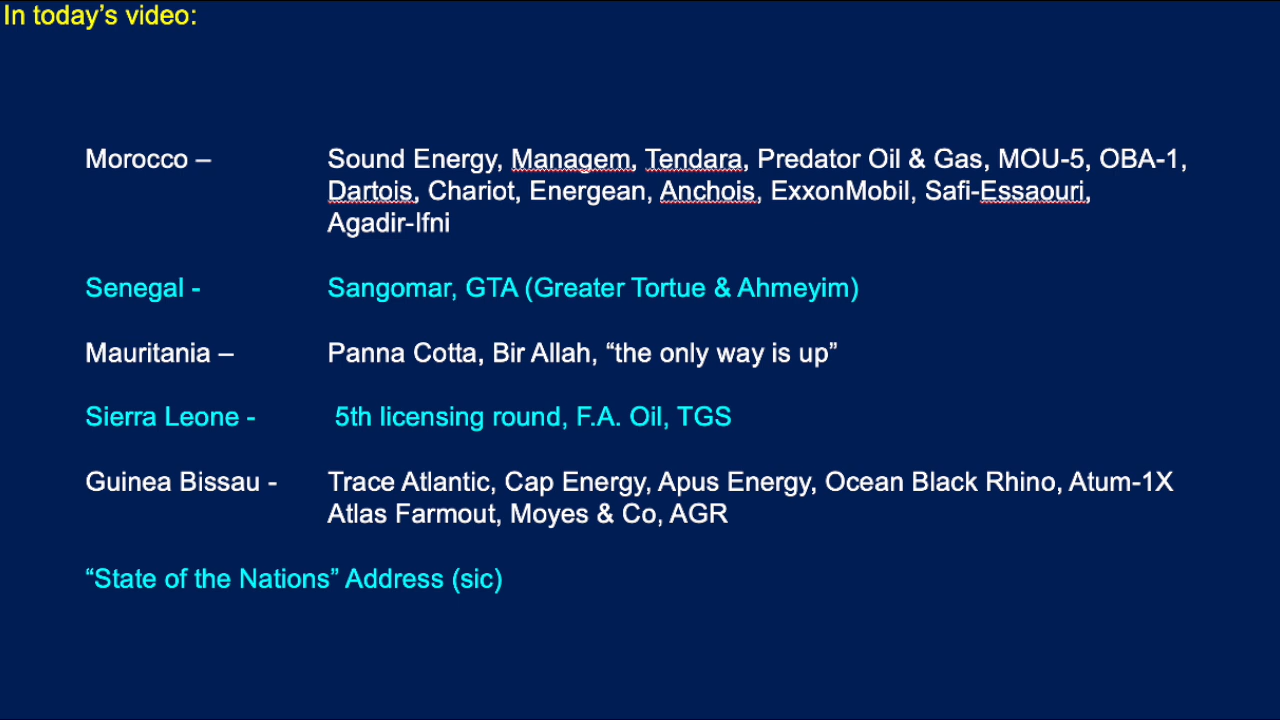 In today’s video:
Morocco – Sound Energy, Managem, Tendara, Predator Oil & Gas, MOU-5, OBA-1,
Dartois, Chariot, Energean, Anchois, ExxonMobil, Safi-Essaouri,
Agadir-Ifni
Senegal - Sangomar, GTA (Greater Tortue & Ahmeyim)
Mauritania – Panna Cotta, Bir Allah, “the only way is up”
Sierra Leone - 5th licensing round, F.A. Oil, TGS
Guinea Bissau - Trace Atlantic, Cap Energy, Apus Energy, Ocean Black Rhino, Atum-1X
Atlas Farmout, Moyes & Co, AGR
“State of the Nations” Address (sic)